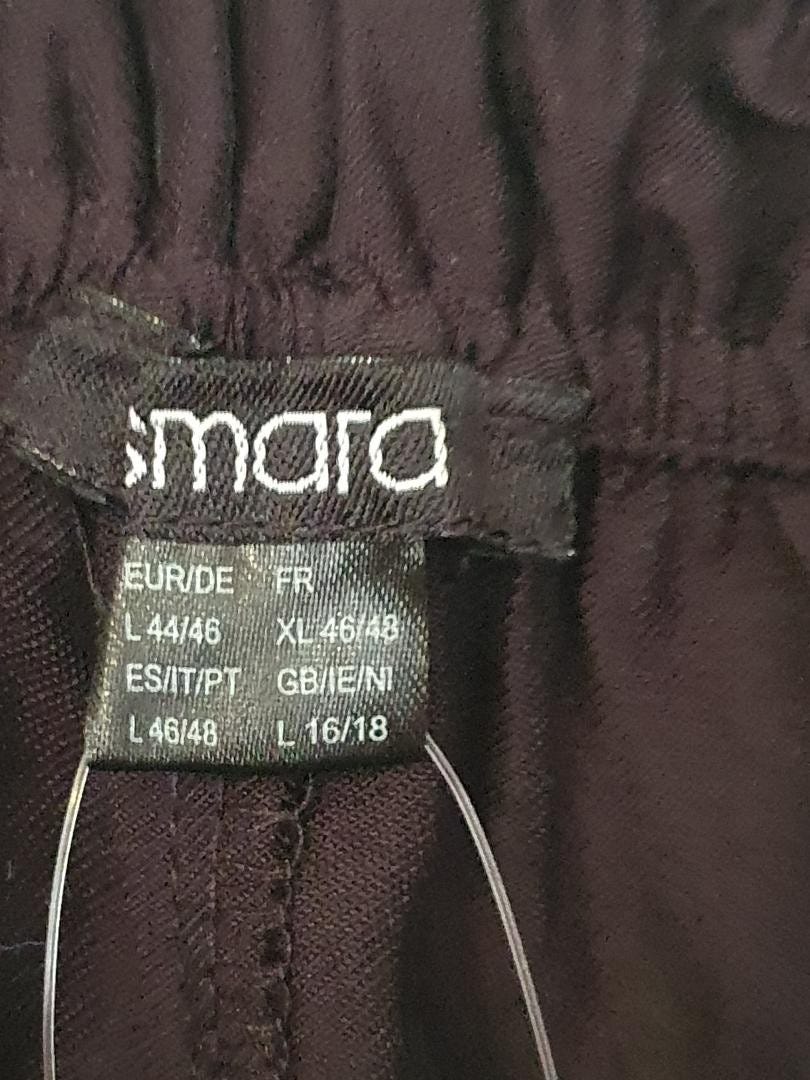 smara
EUR/DE FR
L 44/46 XL 46/48
ES/IT/PT GB/IE/NI
L 46/48 L 16/18